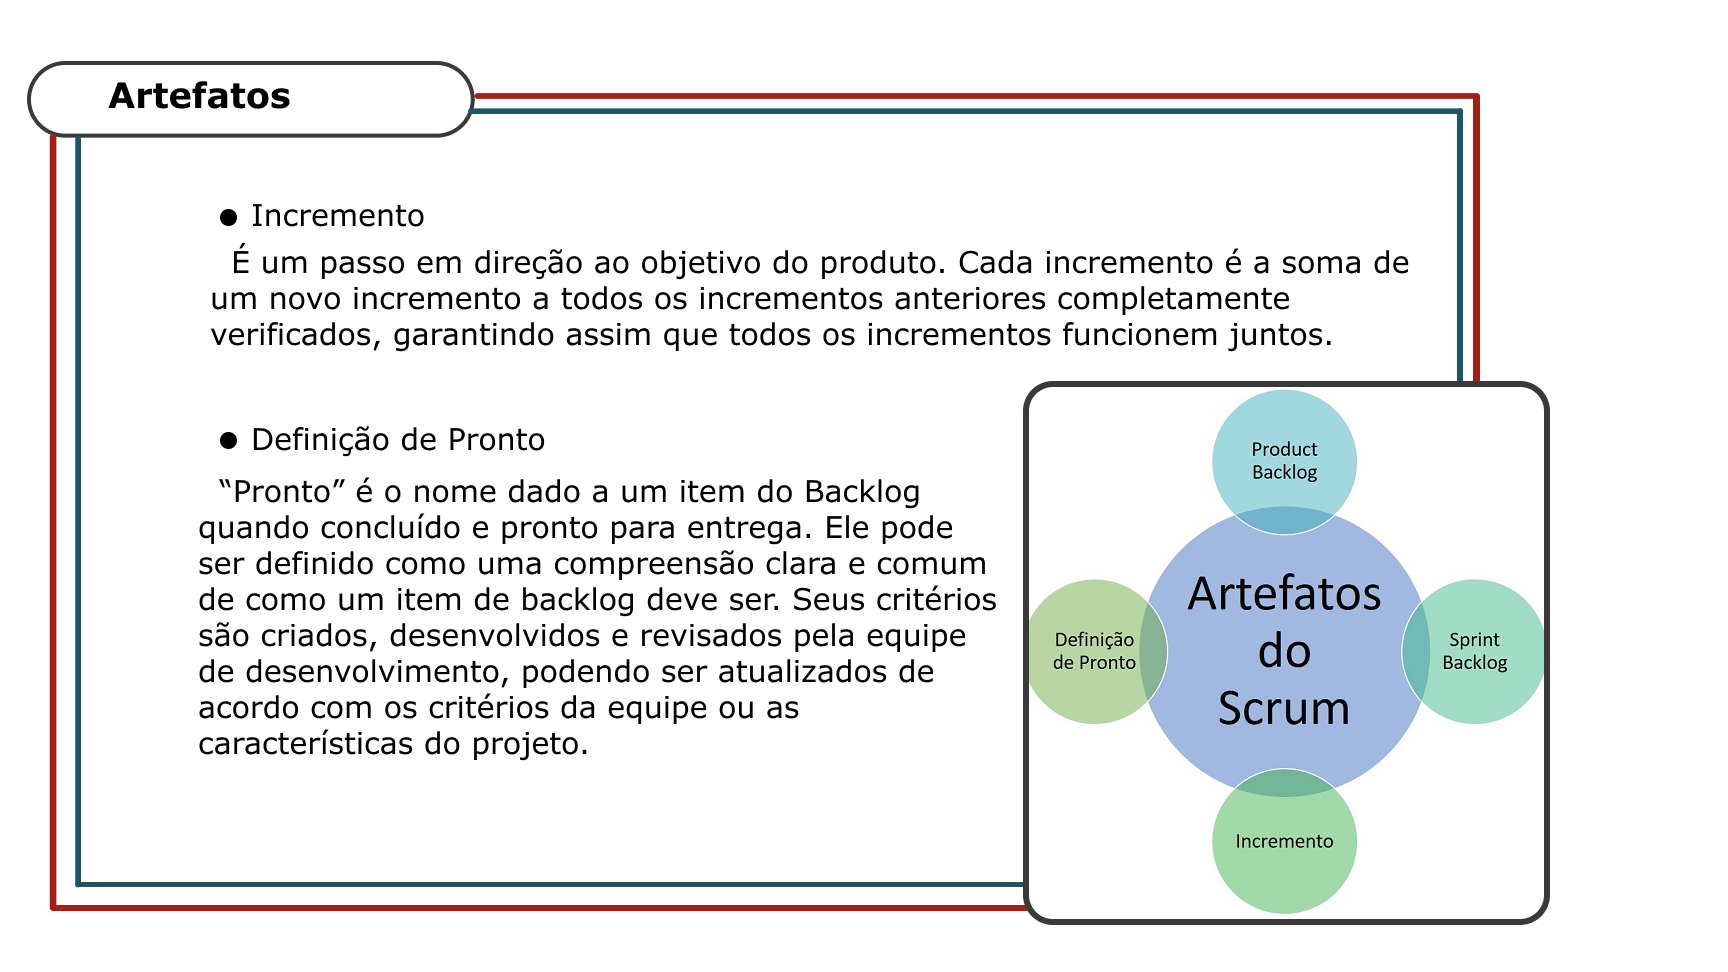 Artefatos
● Incremento
É um passo em direção ao objetivo do produto. Cada incremento é a soma de
um novo incremento a todos os incrementos anteriores completamente
verificados, garantindo assim que todos os incrementos funcionem juntos.
● Definição de Pronto
“Pronto” é o nome dado a um item do Backlog
quando concluído e pronto para entrega. Ele pode
ser definido como uma compreensão clara e comum
de como um item de backlog deve ser. Seus critérios
são criados, desenvolvidos e revisados pela equipe
de desenvolvimento, podendo ser atualizados de
acordo com os critérios da equipe ou as
características do projeto.
Product
Backlog
Artefatos
do
Scrum
Definição
de Pronto
Sprint
Backlog
Incremento